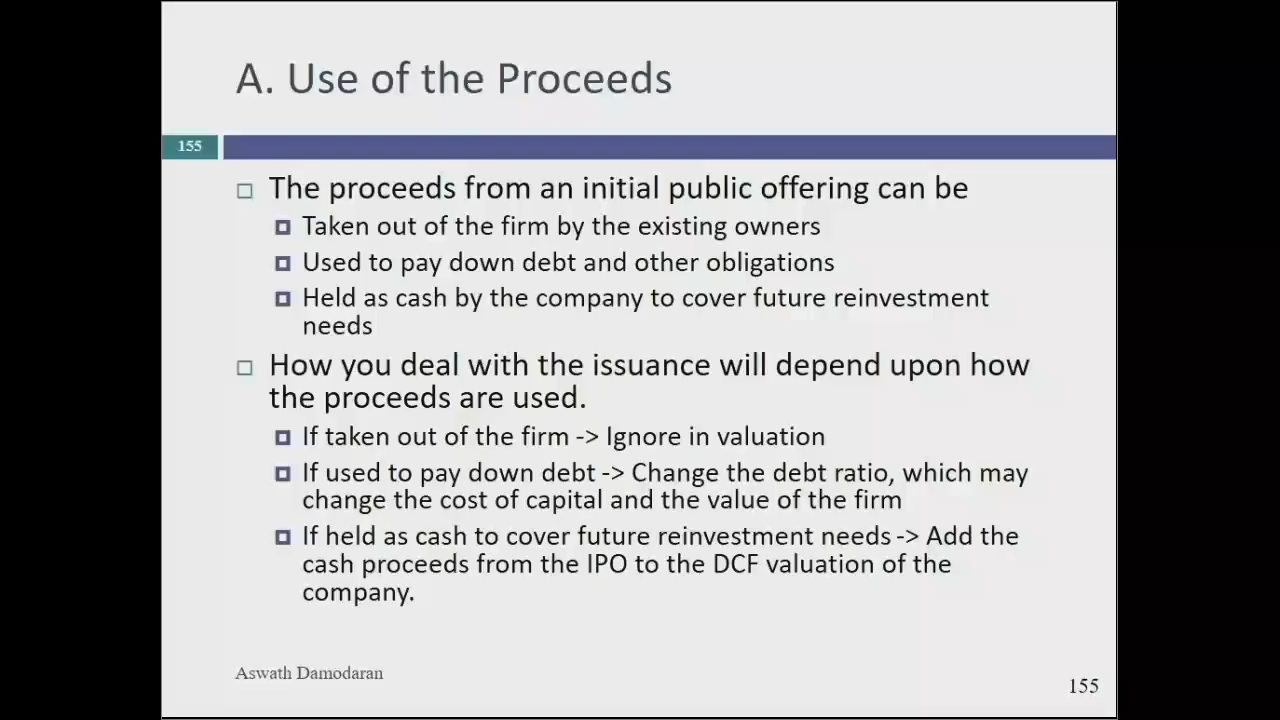 A. Use of the Proceeds
155
The proceeds from an initial public offering can be
Taken out of the firm by the existing owners
Used to pay down debt and other obligations
Held as cash by the company to cover future reinvestment
needs
How you deal with the issuance will depend upon how
the proceeds are used.
If taken out of the firm -> Ignore in valuation
If used to pay down debt -> Change the debt ratio, which may
change the cost of capital and the value of the firm
If held as cash to cover future reinvestment needs -> Add the
cash proceeds from the IPO to the DCF valuation of the
company.
Aswath Damodaran
155